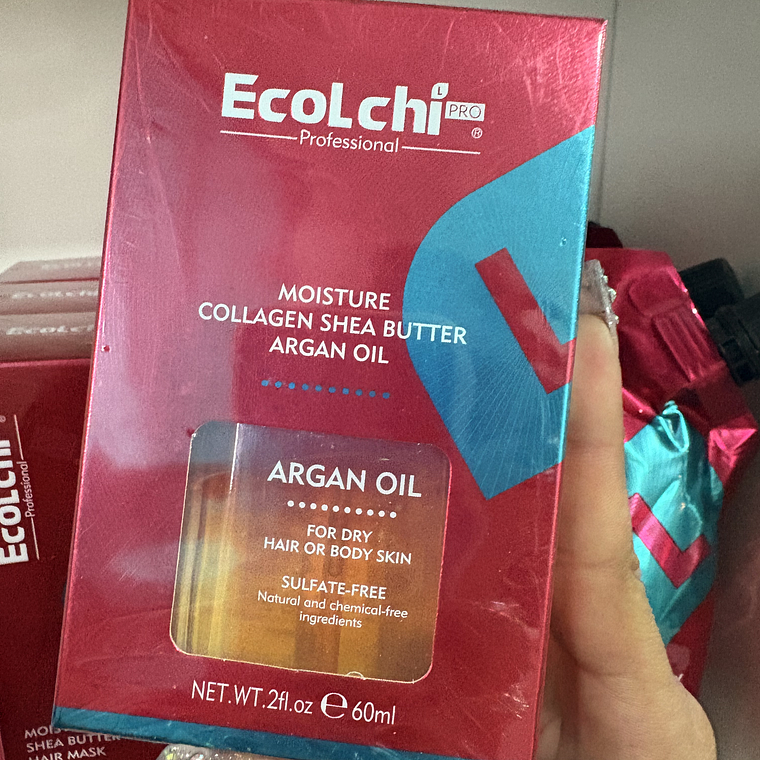 EcoLchi PRO
L
®
Professional
MOISTURE
COLLAGEN SHEA BUTTER
ARGAN OIL
ARGAN OIL
FOR DRY
HAIR OR BODY SKIN
SULFATE-FREE
Natural and chemical-free
ingredients
NET.WT.2fl.oz ℮ 60ml
L
EcoLchi
EcoLchi
Professional
SHEA BUTTER
HAIR MASK